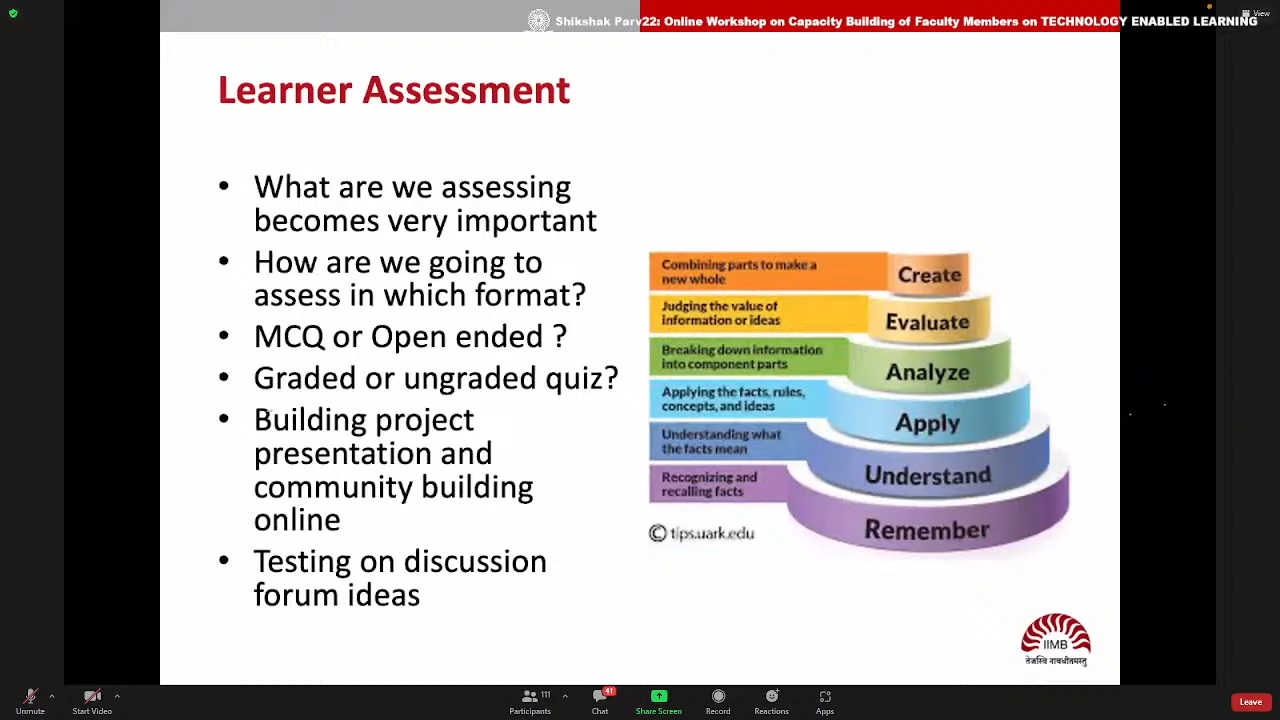 Shikshak Parv22: Online Workshop on Capacity Building of Faculty Members on TECHNOLOGY ENABLED LEARNING
View
Learner Assessment
• What are we assessing
becomes very important
• How are we going to
assess in which format?
• MCQ or Open ended ?
• Graded or ungraded quiz?
• Building project
presentation and
community building
online
• Testing on discussion
forum ideas
Combining parts to make a
new whole
Create
Judging the value of
information or ideas
Evaluate
Breaking down information
into component parts
Analyze
Applying the facts, rules,
concepts, and ideas
Apply
Understanding what
the facts mean
Understand
Recognizing and
recalling facts
Remember
© tips.uark.edu
IIMB
तेजस्वि नावधीतमस्तु
Unmute
Start Video
111
Participants
41
Chat
Share Screen
Record
Reactions
Apps
Leave